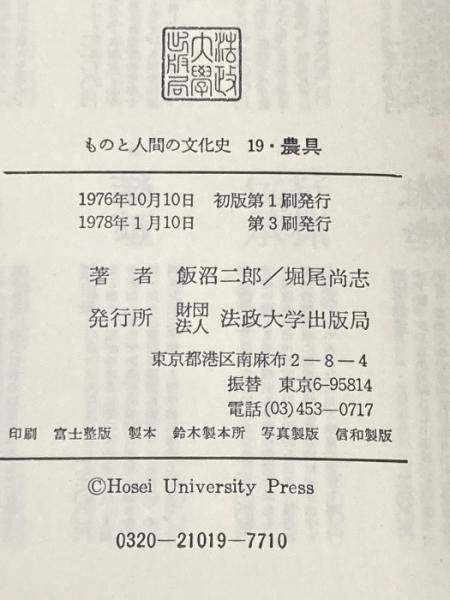 法政
大學
出版局
ものと人間の文化史 19・農具
1976年10月10日 初版第1刷発行
1978年1月10日 第3刷発行
著者 飯沼二郎／堀尾尚志
発行所 財団法人 法政大学出版局
東京都港区南麻布2－8－4
振替 東京6-95814
電話(03)453－0717
印刷 富士整版 製本 鈴木製本所 写真製版 信和製版
©Hosei University Press
0320－21019－7710